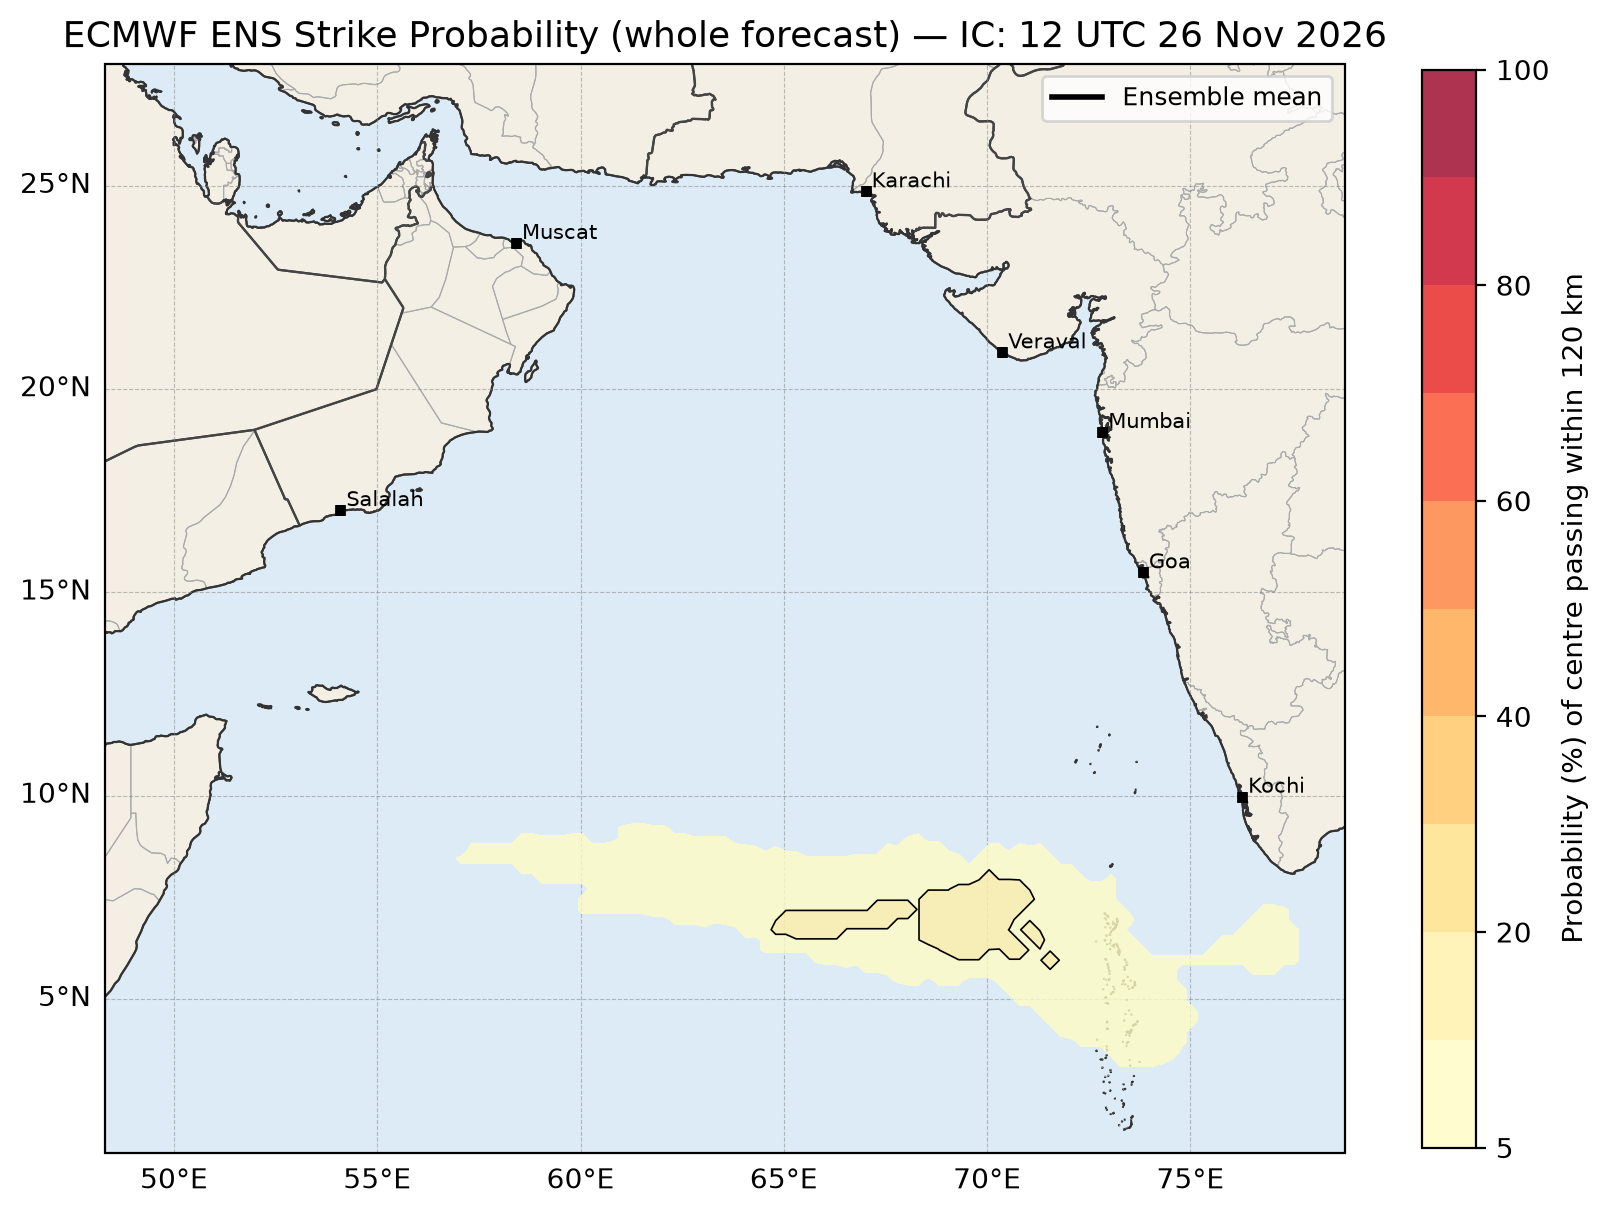 ECMWF ENS Strike Probability (whole forecast) — IC: 12 UTC 26 Nov 2026
Ensemble mean
Karachi
Muscat
Veraval
Mumbai
Salalah
Goa
Kochi
25°N
20°N
15°N
10°N
5°N
50°E
55°E
60°E
65°E
70°E
75°E
100
80
60
40
20
5
Probability (%) of centre passing within 120 km